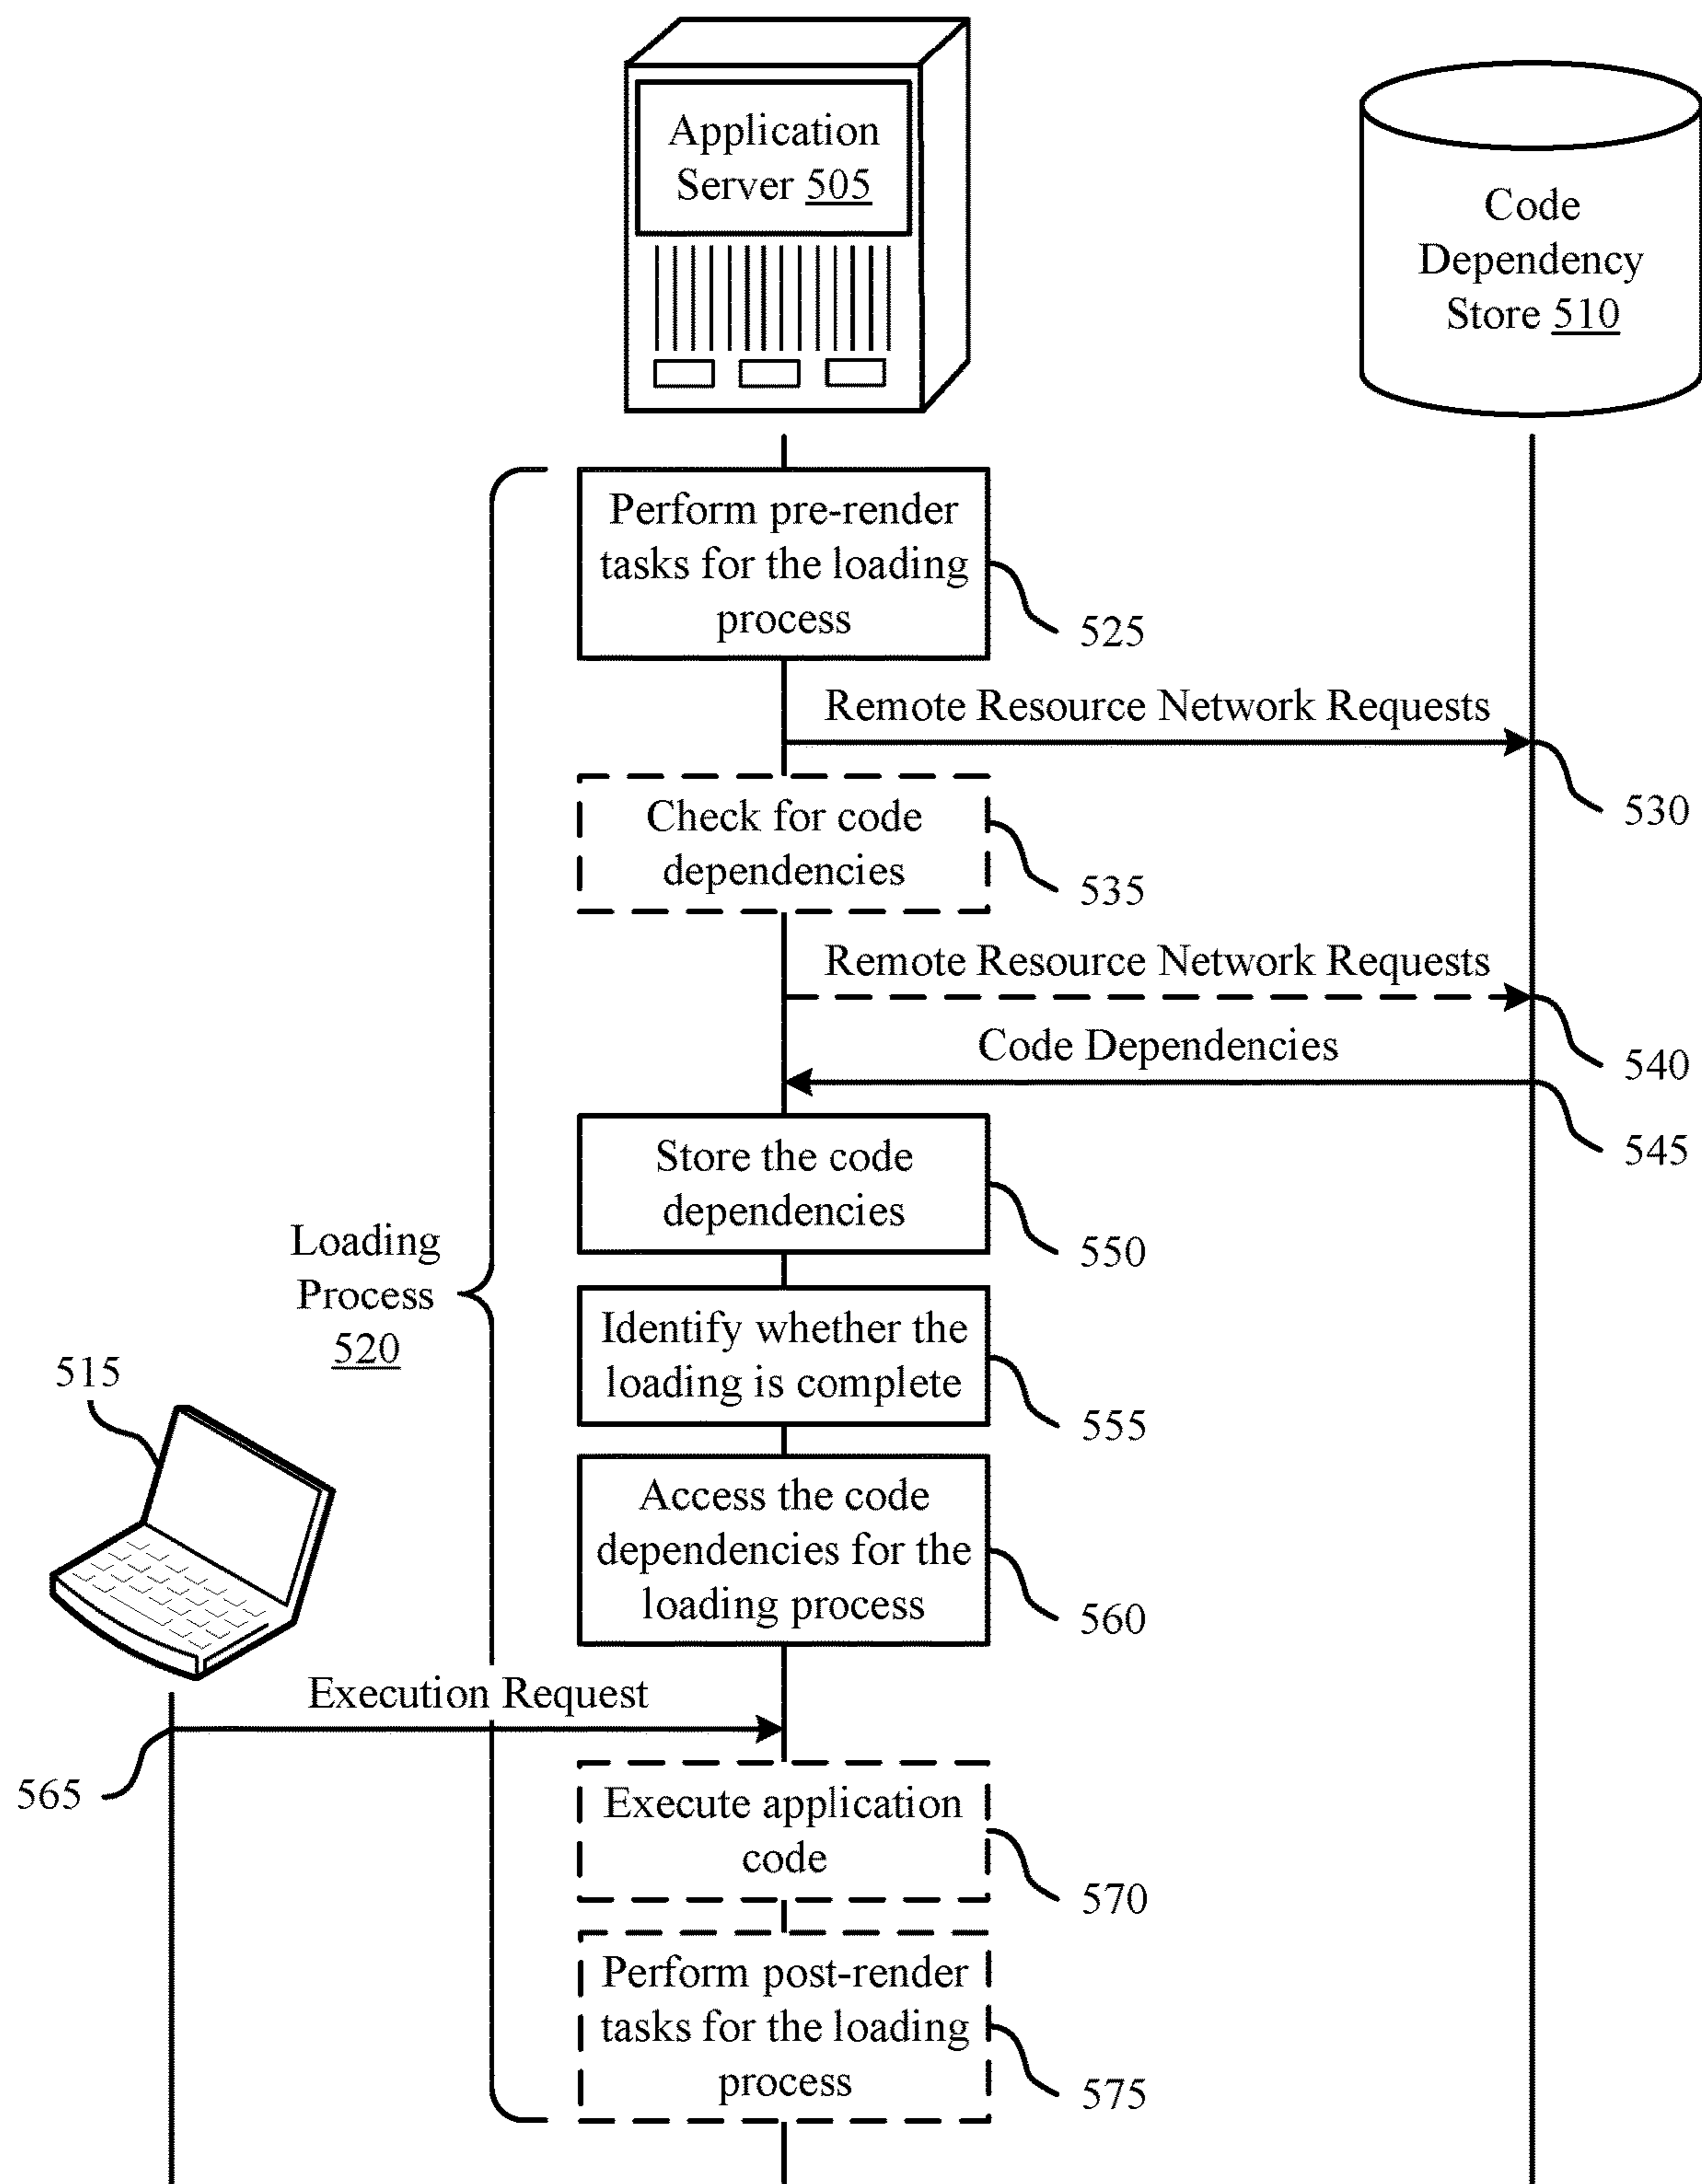 Application
Server 505
Code
Dependency
Store 510
Perform pre-render
tasks for the loading
process
525
Remote Resource Network Requests
530
Check for code
dependencies
535
Remote Resource Network Requests
540
Code Dependencies
545
Store the code
dependencies
550
Loading
Process
520
Identify whether the
loading is complete
555
515
Access the code
dependencies for the
loading process
560
Execution Request
565
Execute application
code
570
Perform post-render
tasks for the loading
process
575